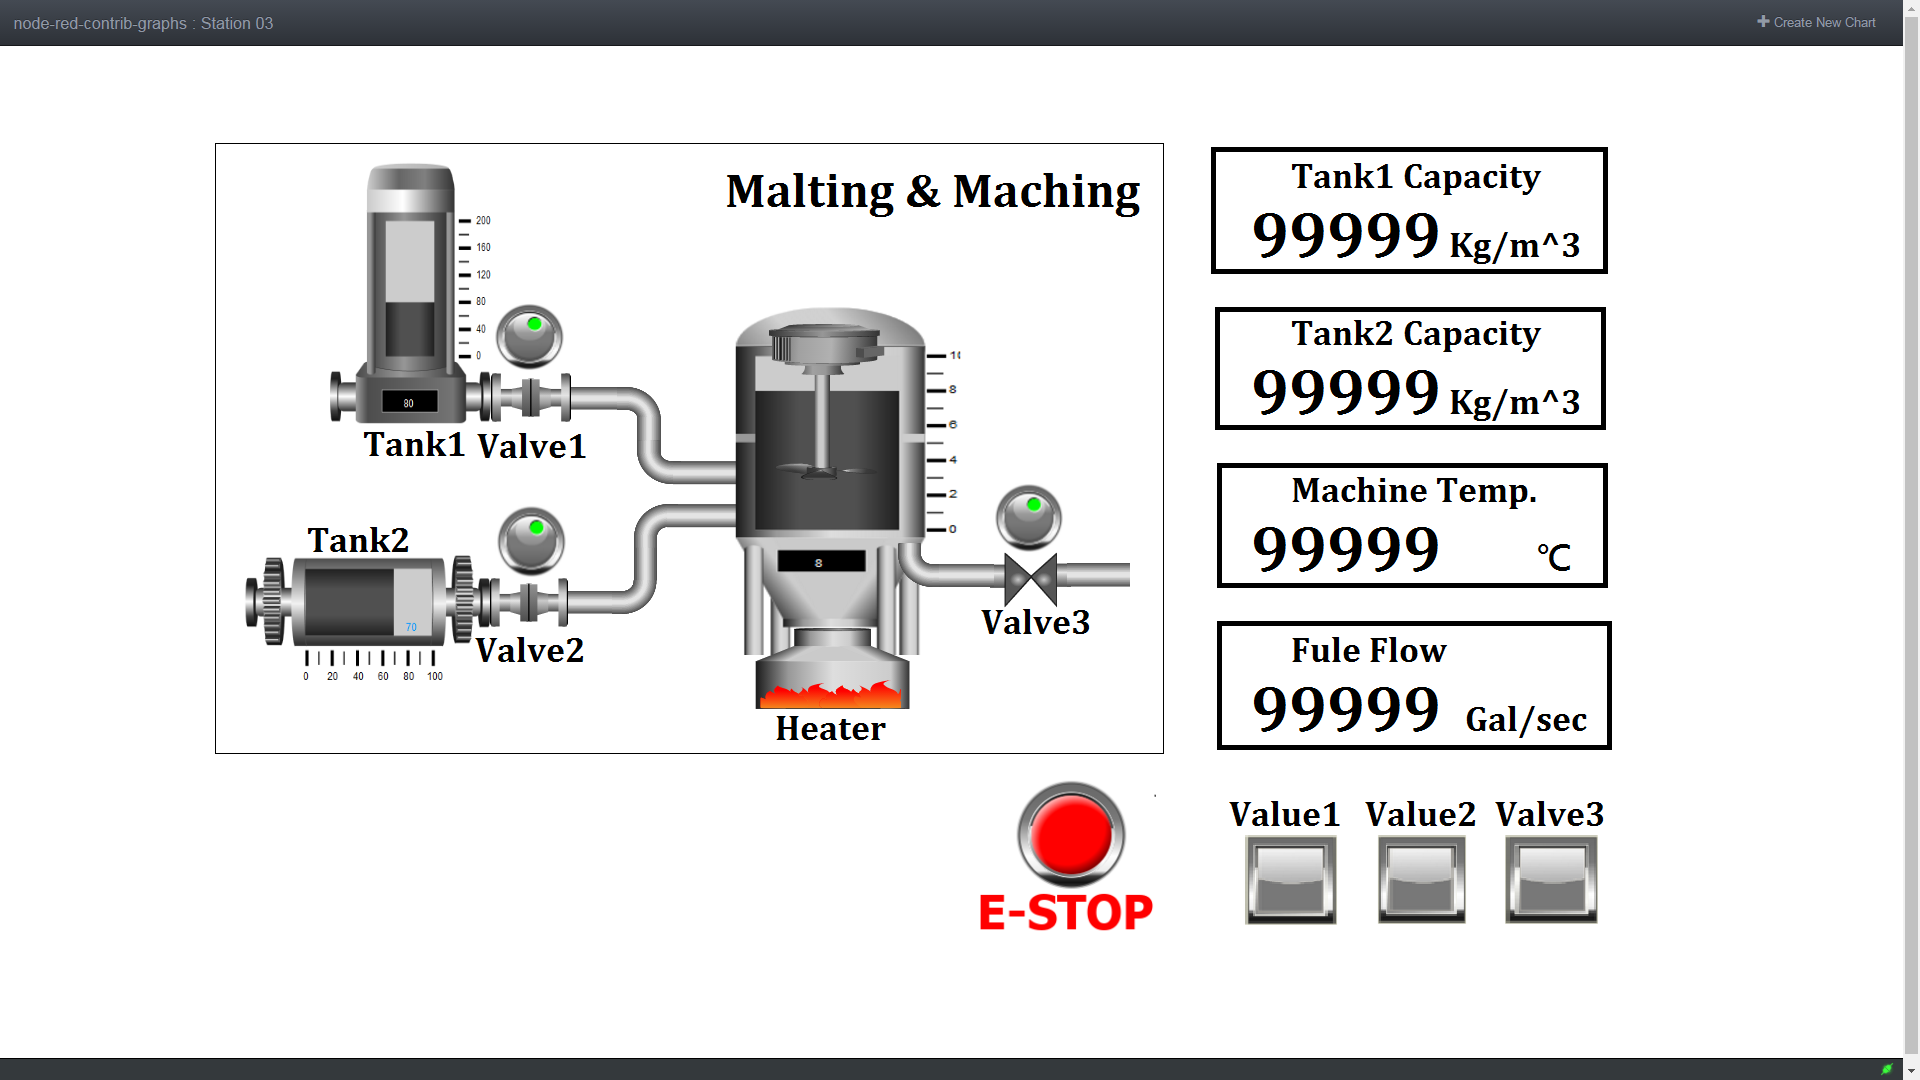 node-red-contrib-graphs : Station 03
Create New Chart
Malting & Maching
200
160
120
80
40
0
80
Tank1 Valve1
Tank2
70
0 20 40 60 80 100
Valve2
8
6
4
2
0
8
Valve3
Heater
Tank1 Capacity
99999 Kg/m^3
Tank2 Capacity
99999 Kg/m^3
Machine Temp.
99999 ℃
Fule Flow
99999 Gal/sec
E-STOP
Value1 Value2 Valve3